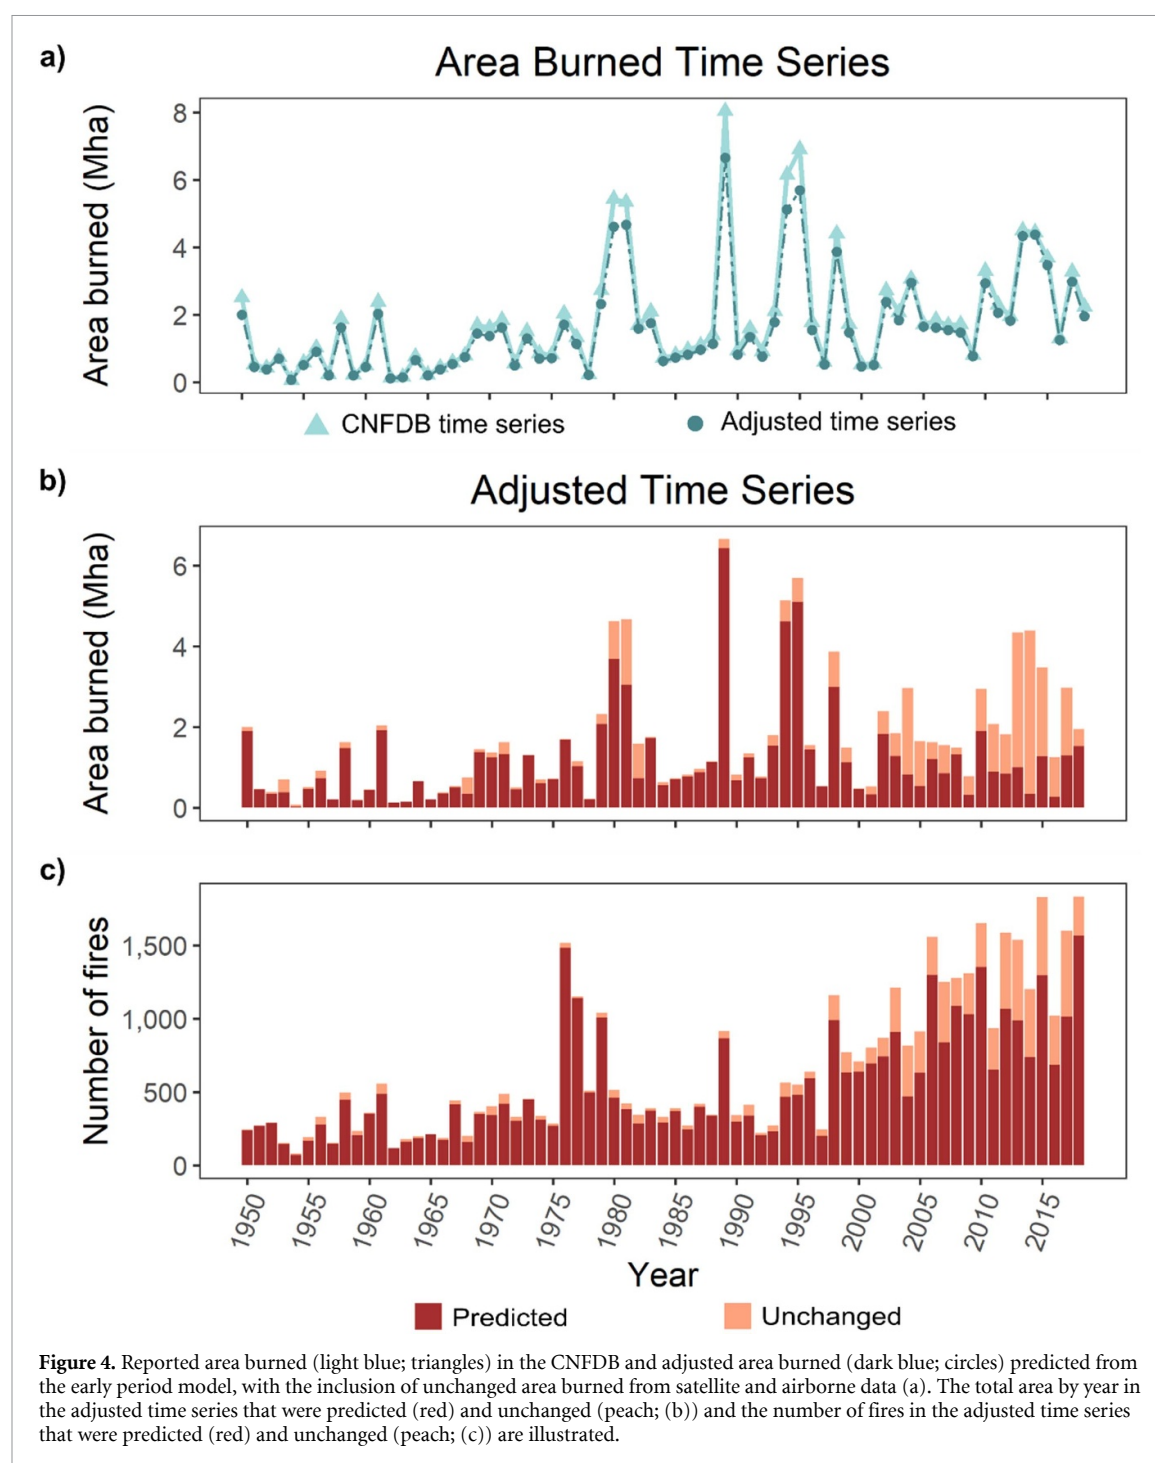 a)
Area Burned Time Series
Area burned (Mha)
8
6
4
2
0
CNFDB time series
Adjusted time series
b)
Adjusted Time Series
Area burned (Mha)
6
4
2
0
c)
Number of fires
1,500
1,000
500
0
1950
1955
1960
1965
1970
1975
1980
1985
1990
1995
2000
2005
2010
2015
Year
Predicted
Unchanged
Figure 4. Reported area burned (light blue; triangles) in the CNFDB and adjusted area burned (dark blue; circles) predicted from
the early period model, with the inclusion of unchanged area burned from satellite and airborne data (a). The total area by year in
the adjusted time series that were predicted (red) and unchanged (peach; (b)) and the number of fires in the adjusted time series
that were predicted (red) and unchanged (peach; (c)) are illustrated.